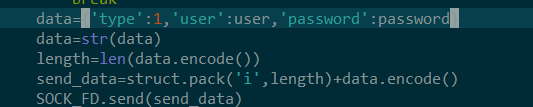 break
data={'type':1,'user':user,'password':password}
data=str(data)
length=len(data.encode())
send_data=struct.pack('i',length)+data.encode()
SOCK_FD.send(send_data)